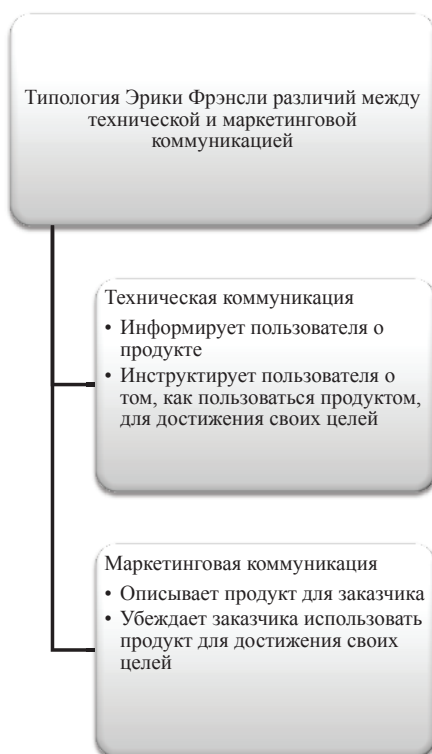 Типология Эрики Фрэнсли различий между
технической и маркетинговой
коммуникацией
Техническая коммуникация
• Информирует пользователя о
продукте
• Инструктирует пользователя о
том, как пользоваться продуктом,
для достижения своих целей
Маркетинговая коммуникация
• Описывает продукт для заказчика
• Убеждает заказчика использовать
продукт для достижения своих
целей